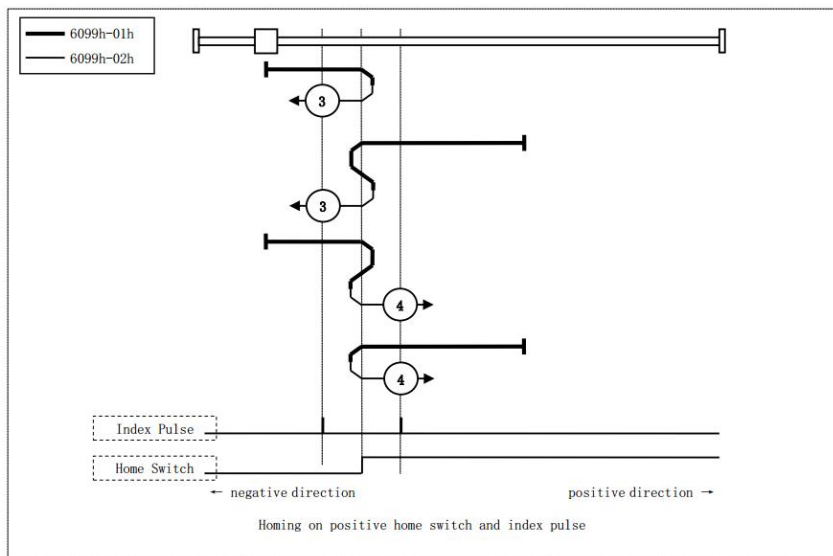 6099h-01h
6099h-02h
3
3
4
4
Index Pulse
Home Switch
← negative direction
positive direction →
Homing on positive home switch and index pulse